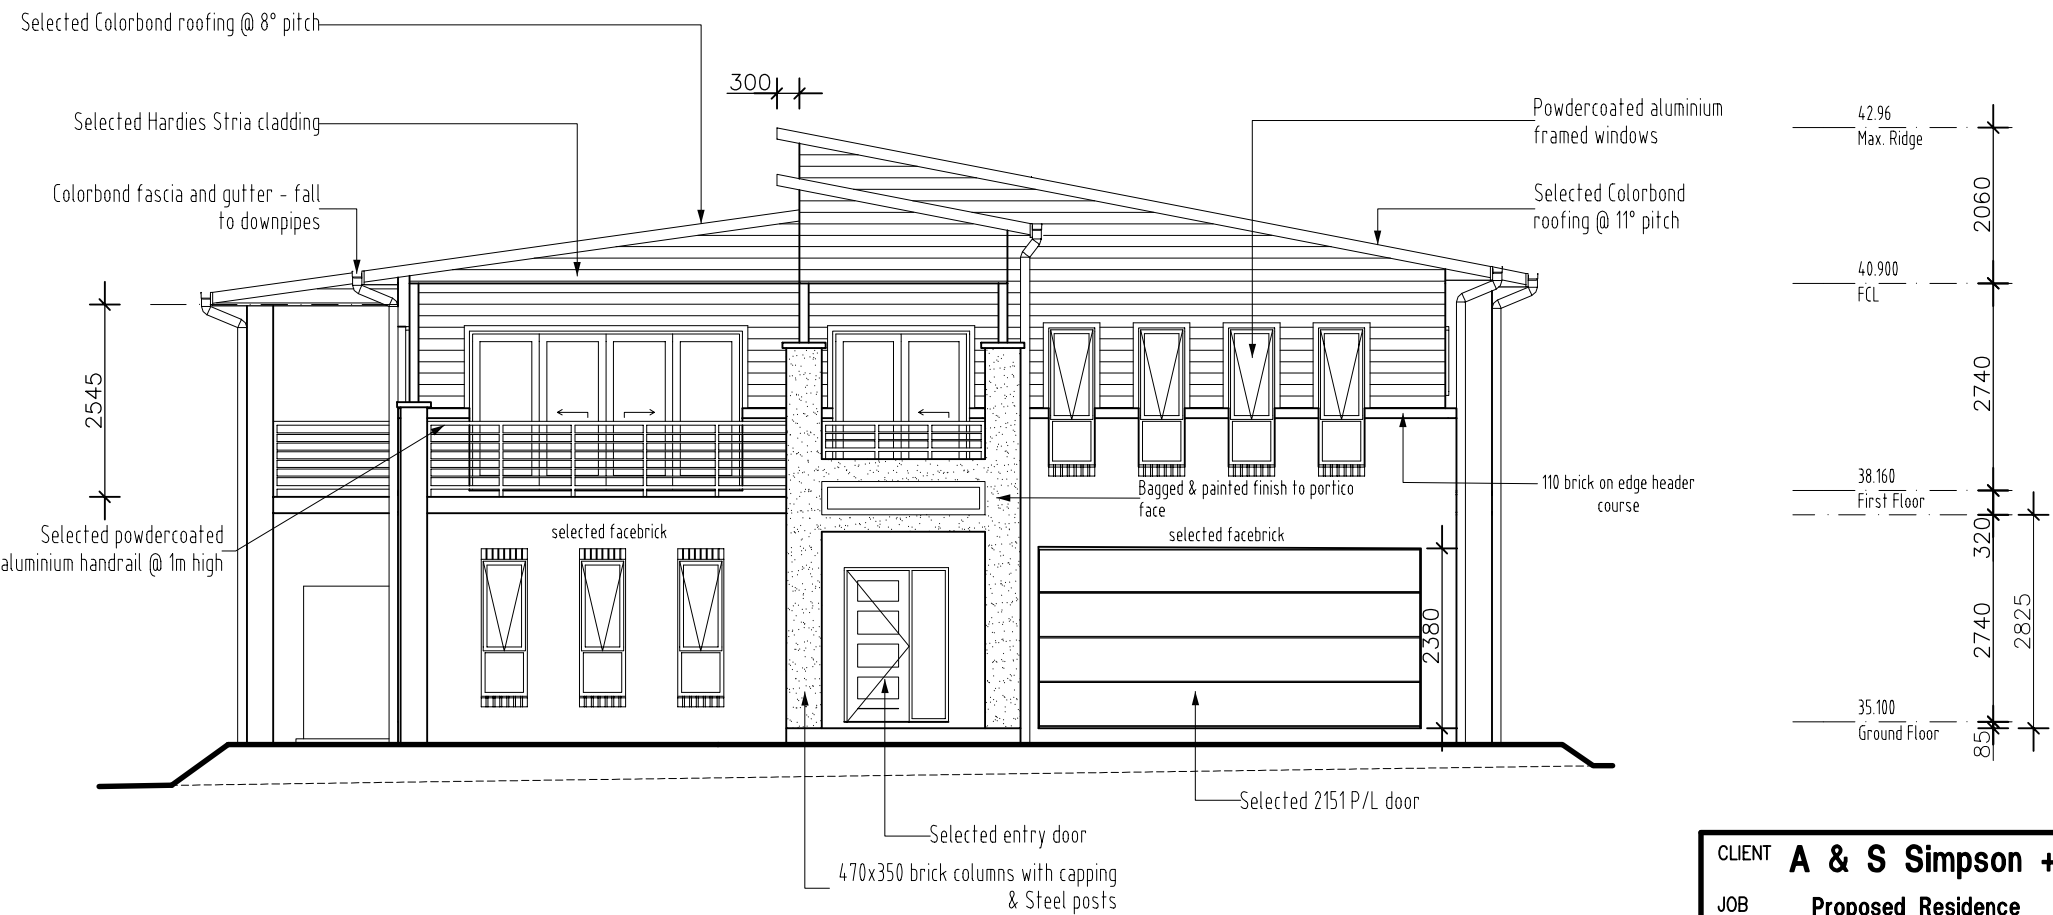 Selected Colorbond roofing @ 8° pitch
300
Selected Hardies Stria cladding
Powdercoated aluminium
framed windows
42.96
Max. Ridge
Colorbond fascia and gutter - fall
to downpipes
Selected Colorbond
roofing @ 11° pitch
2060
40.900
FCL
2545
2740
38.160
First Floor
Bagged & painted finish to portico
face
110 brick on edge header
course
Selected powdercoated
aluminium handrail @ 1m high
selected facebrick
selected facebrick
320
2380
2740
2825
35.100
Ground Floor
85
Selected 2151 P/L door
Selected entry door
470x350 brick columns with capping
& Steel posts
CLIENT A & S Simpson +
JOB Proposed Residence